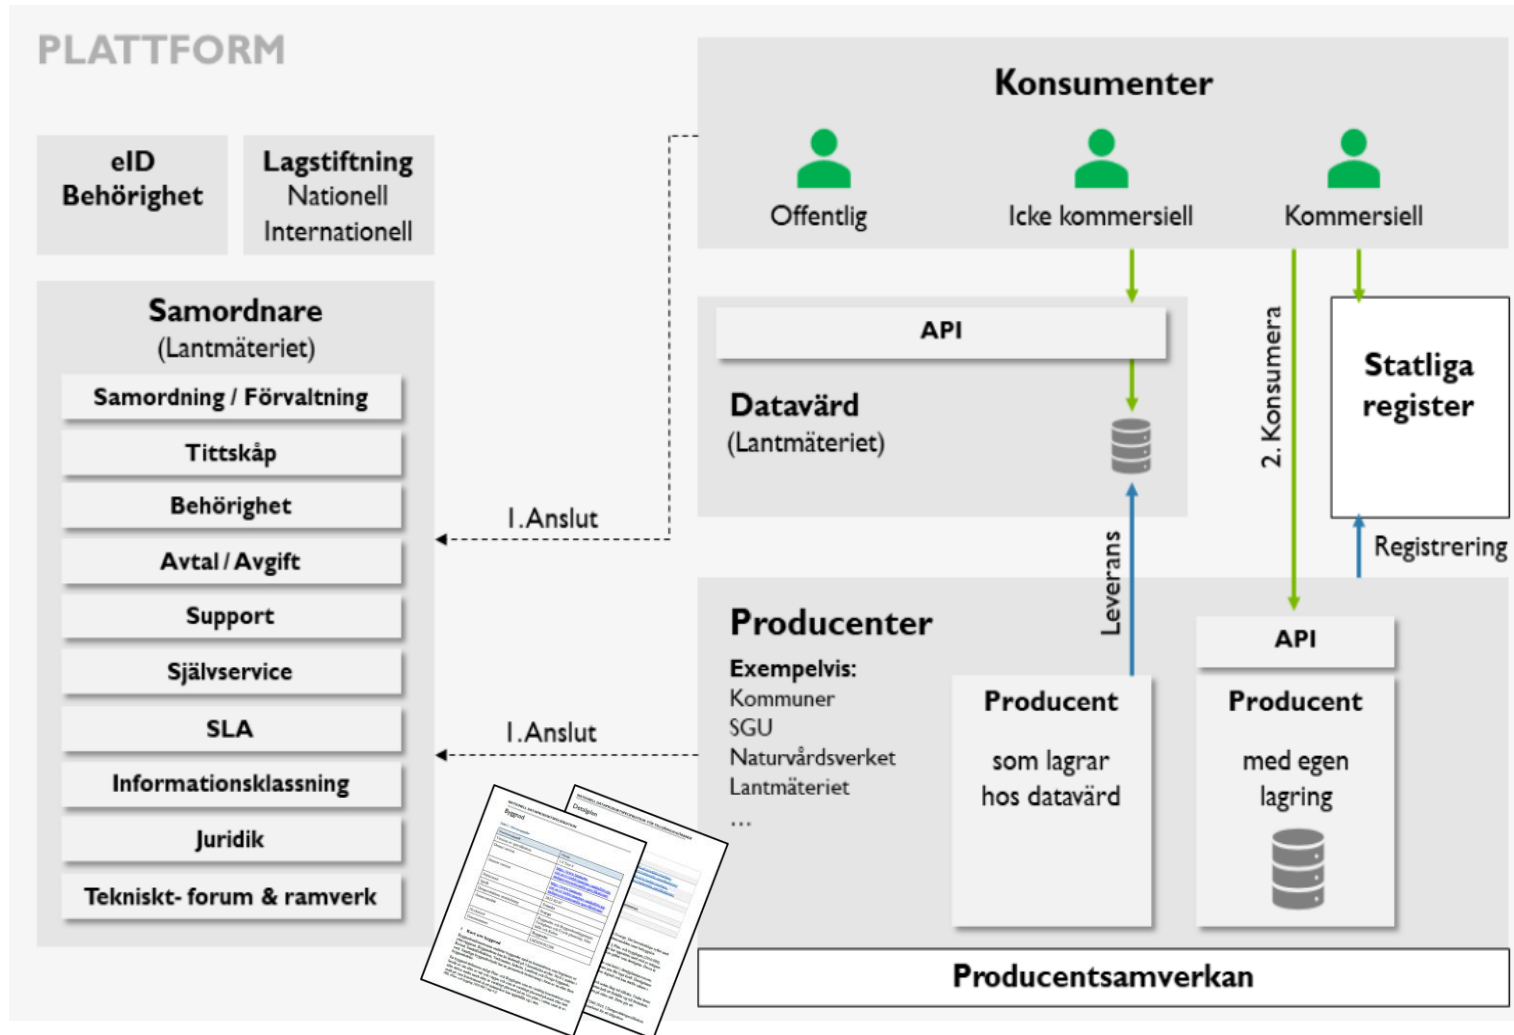 PLATTFORM
eID
Behörighet
Lagstiftning
Nationell
Internationell
Samordnare
(Lantmäteriet)
Samordning / Förvaltning
Tittskåp
Behörighet
Avtal / Avgift
Support
Självservice
SLA
Informationsklassning
Juridik
Tekniskt- forum & ramverk
1. Anslut
1. Anslut
Konsumenter
Offentlig
Icke kommersiell
Kommersiell
API
Datavärd
(Lantmäteriet)
2. Konsumera
Statliga
register
Registrering
Leverans
Producenter
Exempelvis:
Kommuner
SGU
Naturvårdsverket
Lantmäteriet
...
Producent
som lagrar
hos datavärd
API
Producent
med egen
lagring
Producentsamverkan
Byggnad
Detaljplan